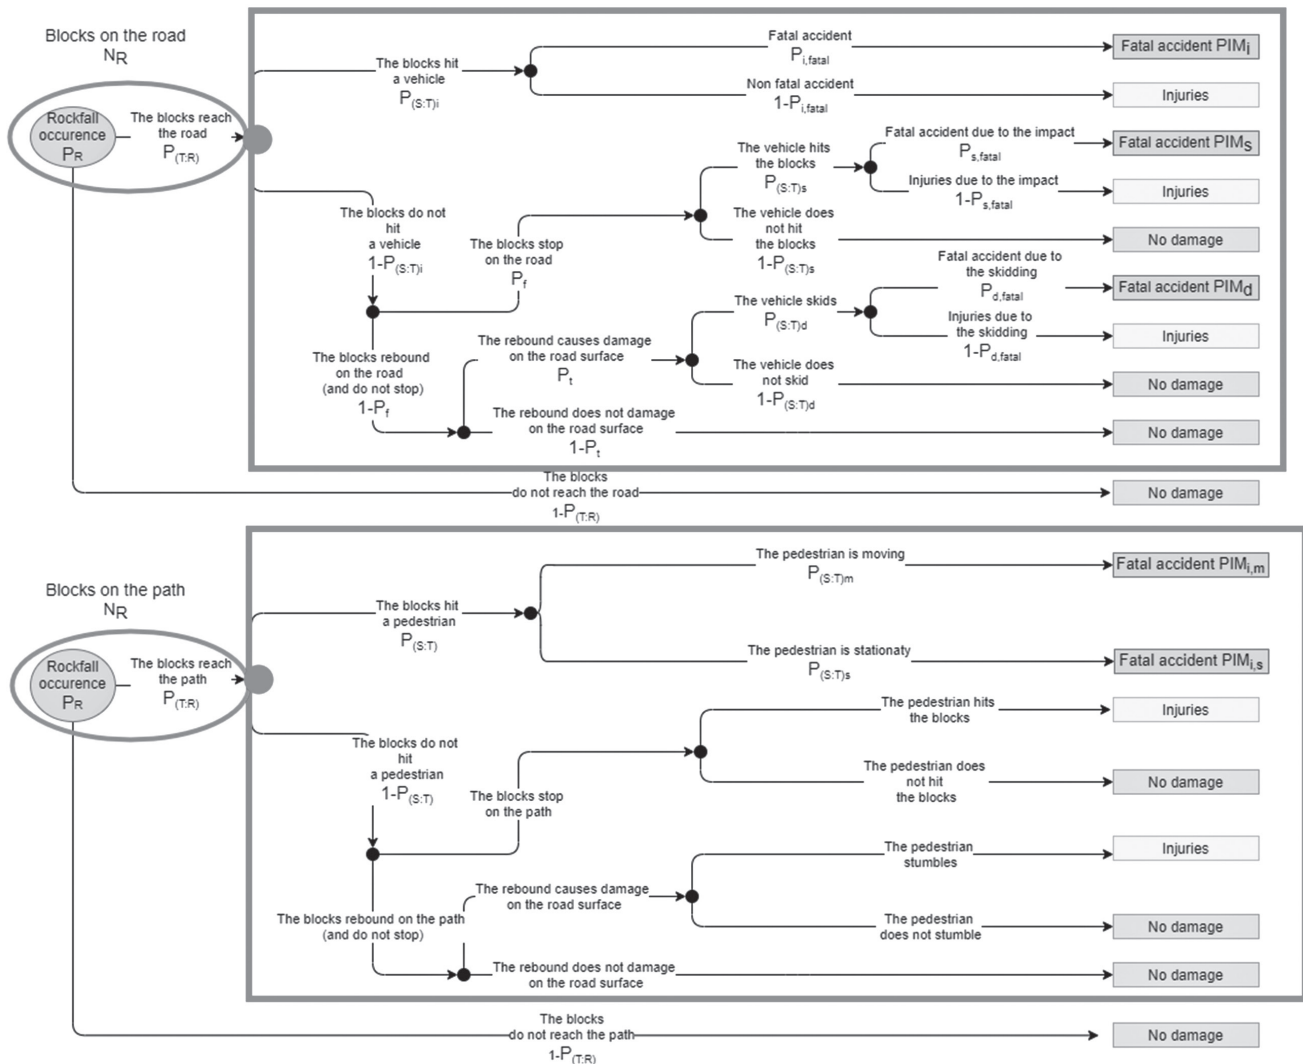 Blocks on the road
NR
Rockfall
occurence
PR
The blocks reach
the road
P(T:R)
The blocks hit
a vehicle
P(S:T)i
Fatal accident
Pi,fatal
Fatal accident PIMi
Non fatal accident
1-Pi,fatal
Injuries
The blocks do not
hit
a vehicle
1-P(S:T)i
The blocks stop
on the road
Pf
The vehicle hits
the blocks
P(S:T)s
Fatal accident due to the impact
Ps,fatal
Fatal accident PIMs
Injuries due to the impact
1-Ps,fatal
Injuries
The vehicle does
not hit
the blocks
1-P(S:T)s
No damage
The blocks rebound
on the road
(and do not stop)
1-Pf
The rebound causes damage
on the road surface
Pt
The vehicle skids
P(S:T)d
Fatal accident due to
the skidding
Pd,fatal
Fatal accident PIMd
Injuries due to
the skidding
1-Pd,fatal
Injuries
The vehicle does
not skid
1-P(S:T)d
No damage
The rebound does not damage
on the road surface
1-Pt
No damage
The blocks
do not reach the road
1-P(T:R)
No damage
Blocks on the path
NR
Rockfall
occurence
PR
The blocks reach
the path
P(T:R)
The blocks hit
a pedestrian
P(S:T)
The pedestrian is moving
P(S:T)m
Fatal accident PIMi,m
The pedestrian is stationaty
P(S:T)s
Fatal accident PIMi,s
The blocks do not
hit
a pedestrian
1-P(S:T)
The blocks stop
on the path
The pedestrian hits
the blocks
Injuries
The pedestrian does
not hit
the blocks
No damage
The blocks rebound on the path
(and do not stop)
The rebound causes damage
on the road surface
The pedestrian
stumbles
Injuries
The pedestrian
does not stumble
No damage
The rebound does not damage
on the road surface
No damage
The blocks
do not reach the path
1-P(T:R)
No damage